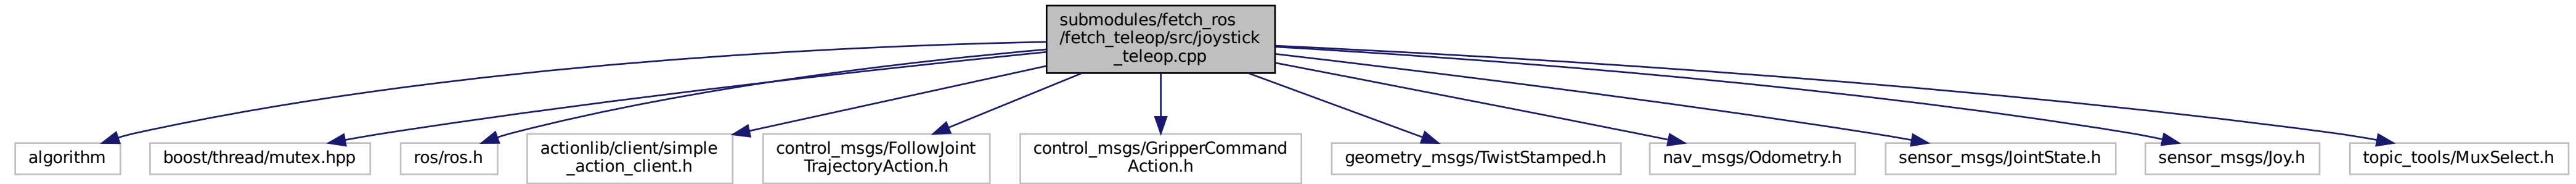 submodules/fetch_ros
/fetch_teleop/src/joystick
_teleop.cpp
algorithm
boost/thread/mutex.hpp
ros/ros.h
actionlib/client/simple
_action_client.h
control_msgs/FollowJoint
TrajectoryAction.h
control_msgs/GripperCommand
Action.h
geometry_msgs/TwistStamped.h
nav_msgs/Odometry.h
sensor_msgs/JointState.h
sensor_msgs/Joy.h
topic_tools/MuxSelect.h